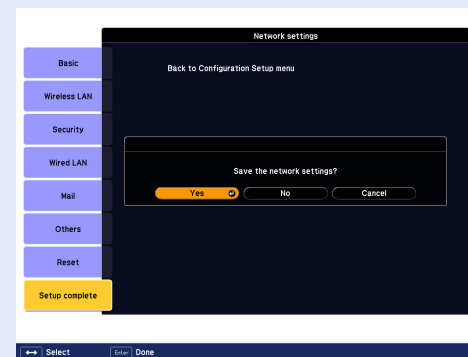 Network settings
Basic
Back to Configuration Setup menu
Wireless LAN
Security
Wired LAN
Save the network settings?
Yes No Cancel
Mail
Others
Reset
Setup complete
Select Enter Done